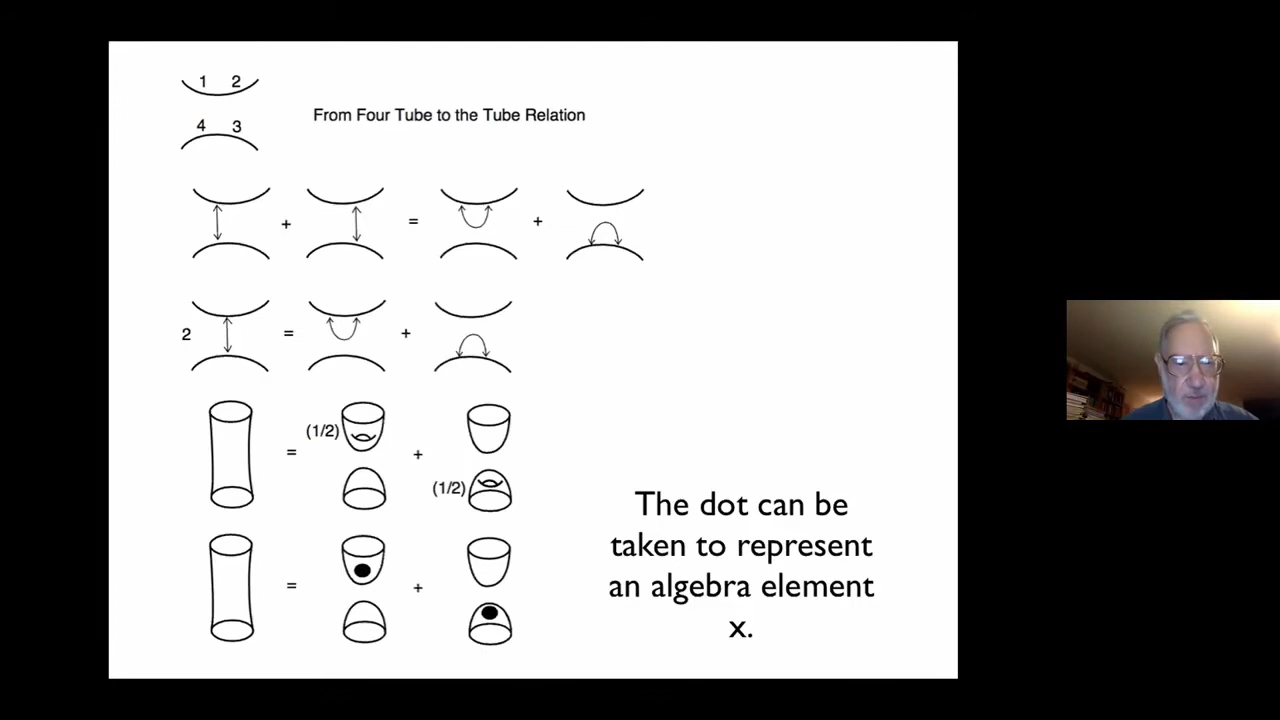 1 2
From Four Tube to the Tube Relation
4 3
+ = +
2 = +
(1/2)
= +
(1/2)
The dot can be
taken to represent
an algebra element
x.
= +